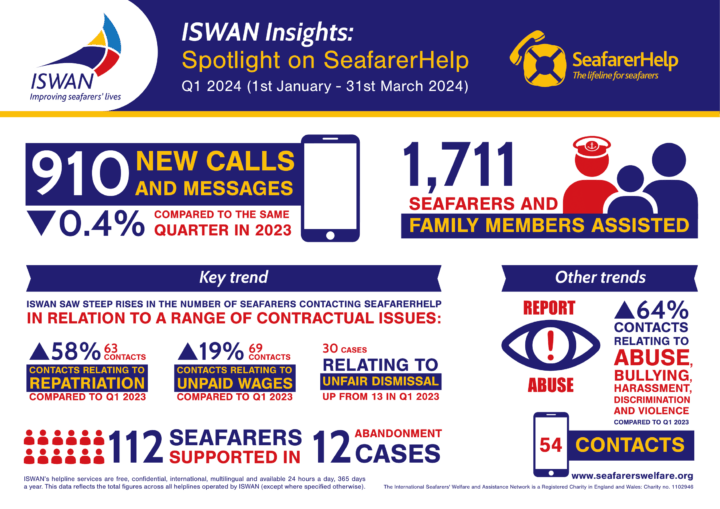 ISWAN
Improving seafarers' lives
ISWAN Insights:
Spotlight on SeafarerHelp
Q1 2024 (1st January - 31st March 2024)
SeafarerHelp
The lifeline for seafarers
910 NEW CALLS
AND MESSAGES
▼0.4% COMPARED TO THE SAME
QUARTER IN 2023
1,711
SEAFARERS AND
FAMILY MEMBERS ASSISTED
Key trend
ISWAN SAW STEEP RISES IN THE NUMBER OF SEAFARERS CONTACTING SEAFARERHELP
IN RELATION TO A RANGE OF CONTRACTUAL ISSUES:
▲58% 63
CONTACTS
CONTACTS RELATING TO
REPATRIATION
COMPARED TO Q1 2023
▲19% 69
CONTACTS
CONTACTS RELATING TO
UNPAID WAGES
COMPARED TO Q1 2023
30 CASES
RELATING TO
UNFAIR DISMISSAL
UP FROM 13 IN Q1 2023
112 SEAFARERS
SUPPORTED IN
12 ABANDONMENT
CASES
ISWAN's helpline services are free, confidential, international, multilingual and available 24 hours a day, 365 days
a year. This data reflects the total figures across all helplines operated by ISWAN (except where specified otherwise).
Other trends
REPORT
!
ABUSE
▲64%
CONTACTS
RELATING TO
ABUSE,
BULLYING,
HARASSMENT,
DISCRIMINATION
AND VIOLENCE
COMPARED TO Q1 2023
54 CONTACTS
www.seafarerswelfare.org
The International Seafarers' Welfare and Assistance Network is a Registered Charity in England and Wales: Charity no. 1102946